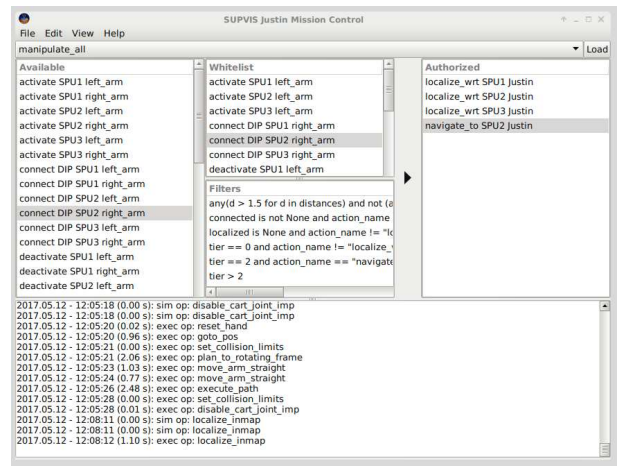 SUPVIS Justin Mission Control
File Edit View Help
manipulate_all
Load
Available
activate SPU1 left_arm
activate SPU1 right_arm
activate SPU2 left_arm
activate SPU2 right_arm
activate SPU3 left_arm
activate SPU3 right_arm
connect DIP SPU1 left_arm
connect DIP SPU1 right_arm
connect DIP SPU2 left_arm
connect DIP SPU2 right_arm
connect DIP SPU3 left_arm
connect DIP SPU3 right_arm
deactivate SPU1 left_arm
deactivate SPU1 right_arm
deactivate SPU2 left_arm
Whitelist
activate SPU1 left_arm
activate SPU2 left_arm
activate SPU3 left_arm
connect DIP SPU1 right_arm
connect DIP SPU2 right_arm
connect DIP SPU3 right_arm
deactivate SPU1 left_arm
Filters
any(d > 1.5 for d in distances) and not (a
connected is not None and action_name
localized is None and action_name != "lo
tier == 0 and action_name != "localize_
tier == 2 and action_name == "navigate
tier > 2
Authorized
localize_wrt SPU1 Justin
localize_wrt SPU2 Justin
localize_wrt SPU3 Justin
navigate_to SPU2 Justin
2017.05.12 - 12:05:18 (0.00 s): sim op: disable_cart_joint_imp
2017.05.12 - 12:05:18 (0.00 s): sim op: disable_cart_joint_imp
2017.05.12 - 12:05:20 (0.02 s): exec op: reset_hand
2017.05.12 - 12:05:20 (0.96 s): exec op: goto_pos
2017.05.12 - 12:05:21 (0.00 s): exec op: set_collision_limits
2017.05.12 - 12:05:21 (2.06 s): exec op: plan_to_rotating_frame
2017.05.12 - 12:05:23 (1.03 s): exec op: move_arm_straight
2017.05.12 - 12:05:24 (0.77 s): exec op: move_arm_straight
2017.05.12 - 12:05:26 (2.48 s): exec op: execute_path
2017.05.12 - 12:05:28 (0.00 s): exec op: set_collision_limits
2017.05.12 - 12:05:28 (0.01 s): exec op: disable_cart_joint_imp
2017.05.12 - 12:08:11 (0.00 s): sim op: localize_inmap
2017.05.12 - 12:08:11 (0.00 s): sim op: localize_inmap
2017.05.12 - 12:08:12 (1.10 s): exec op: localize_inmap